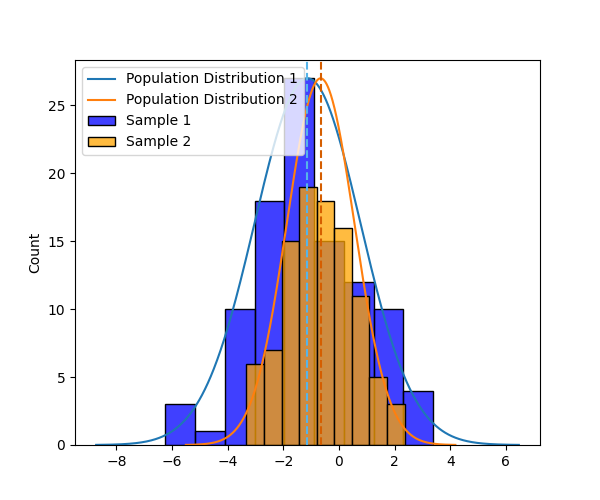 Population Distribution 1
Population Distribution 2
Sample 1
Sample 2
Count
25
20
15
10
5
0
−8 −6 −4 −2 0 2 4 6